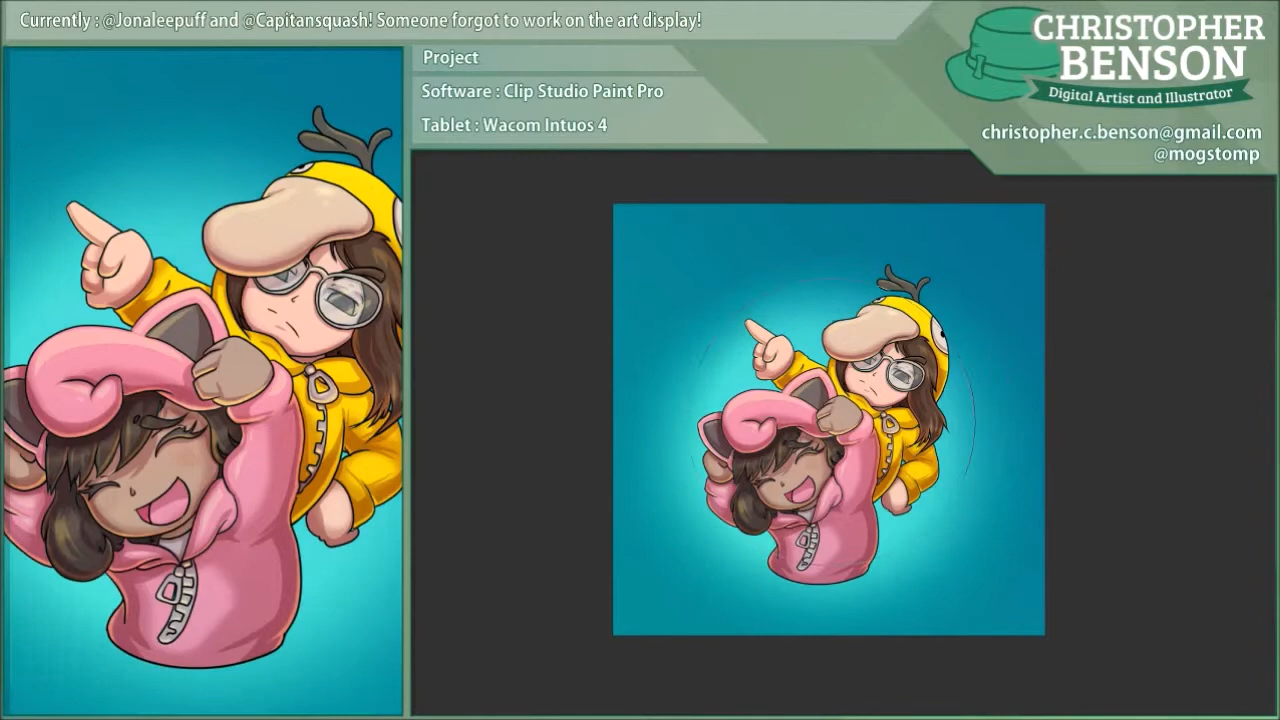 Currently : @Jonaleepuff and @Capitansquash! Someone forgot to work on the art display!
Project
Software : Clip Studio Paint Pro
Tablet : Wacom Intuos 4
CHRISTOPHER
BENSON
Digital Artist and Illustrator
christopher.c.benson@gmail.com
@mogstomp